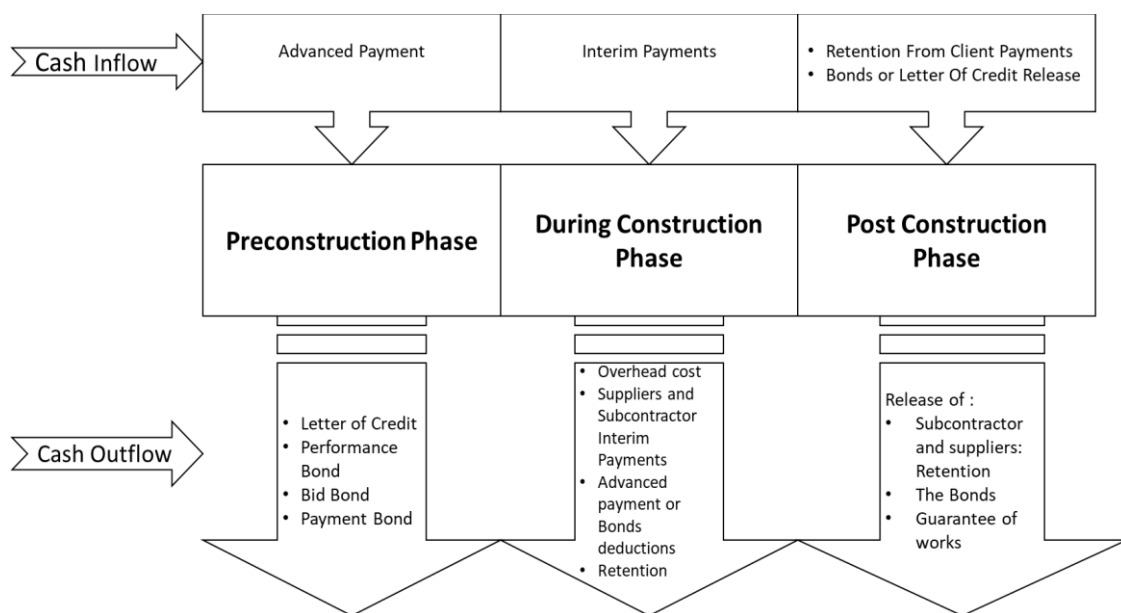 Cash Inflow
Advanced Payment
Interim Payments
• Retention From Client Payments
• Bonds or Letter Of Credit Release
Preconstruction Phase
During Construction
Phase
Post Construction
Phase
Cash Outflow
• Letter of Credit
• Performance
Bond
• Bid Bond
• Payment Bond
• Overhead cost
• Suppliers and
Subcontractor
Interim
Payments
• Advanced
payment or
Bonds
deductions
• Retention
Release of :
• Subcontractor
and suppliers:
Retention
• The Bonds
• Guarantee of
works